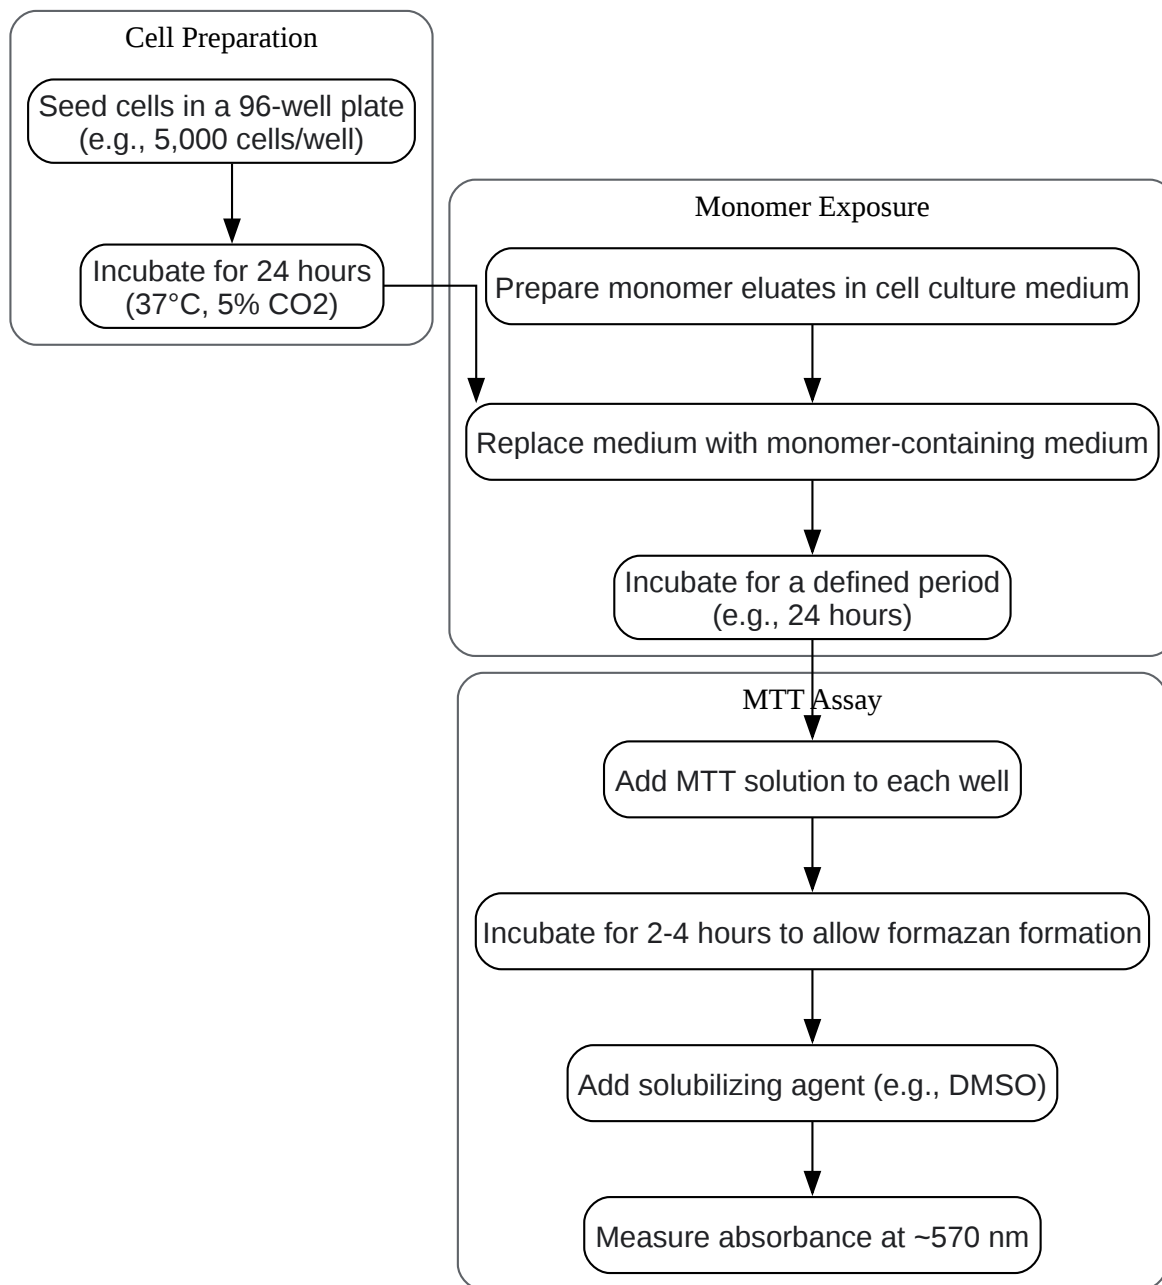 Cell Preparation
Seed cells in a 96-well plate
(e.g., 5,000 cells/well)
Incubate for 24 hours
(37°C, 5% CO2)
Monomer Exposure
Prepare monomer eluates in cell culture medium
Replace medium with monomer-containing medium
Incubate for a defined period
(e.g., 24 hours)
MTT Assay
Add MTT solution to each well
Incubate for 2-4 hours to allow formazan formation
Add solubilizing agent (e.g., DMSO)
Measure absorbance at ~570 nm